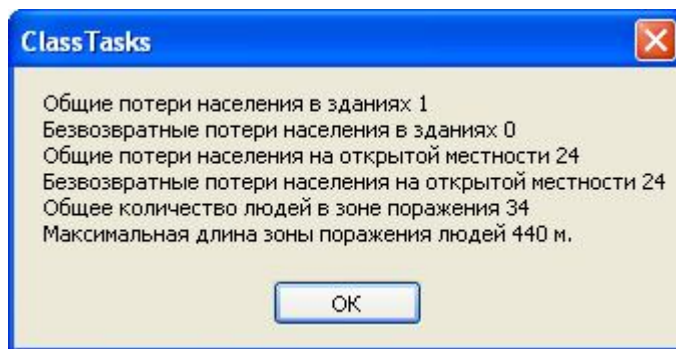 ClassTasks
Общие потери населения в зданиях 1
Безвозвратные потери населения в зданиях 0
Общие потери населения на открытой местности 24
Безвозвратные потери населения на открытой местности 24
Общее количество людей в зоне поражения 34
Максимальная длина зоны поражения людей 440 м.
ОК